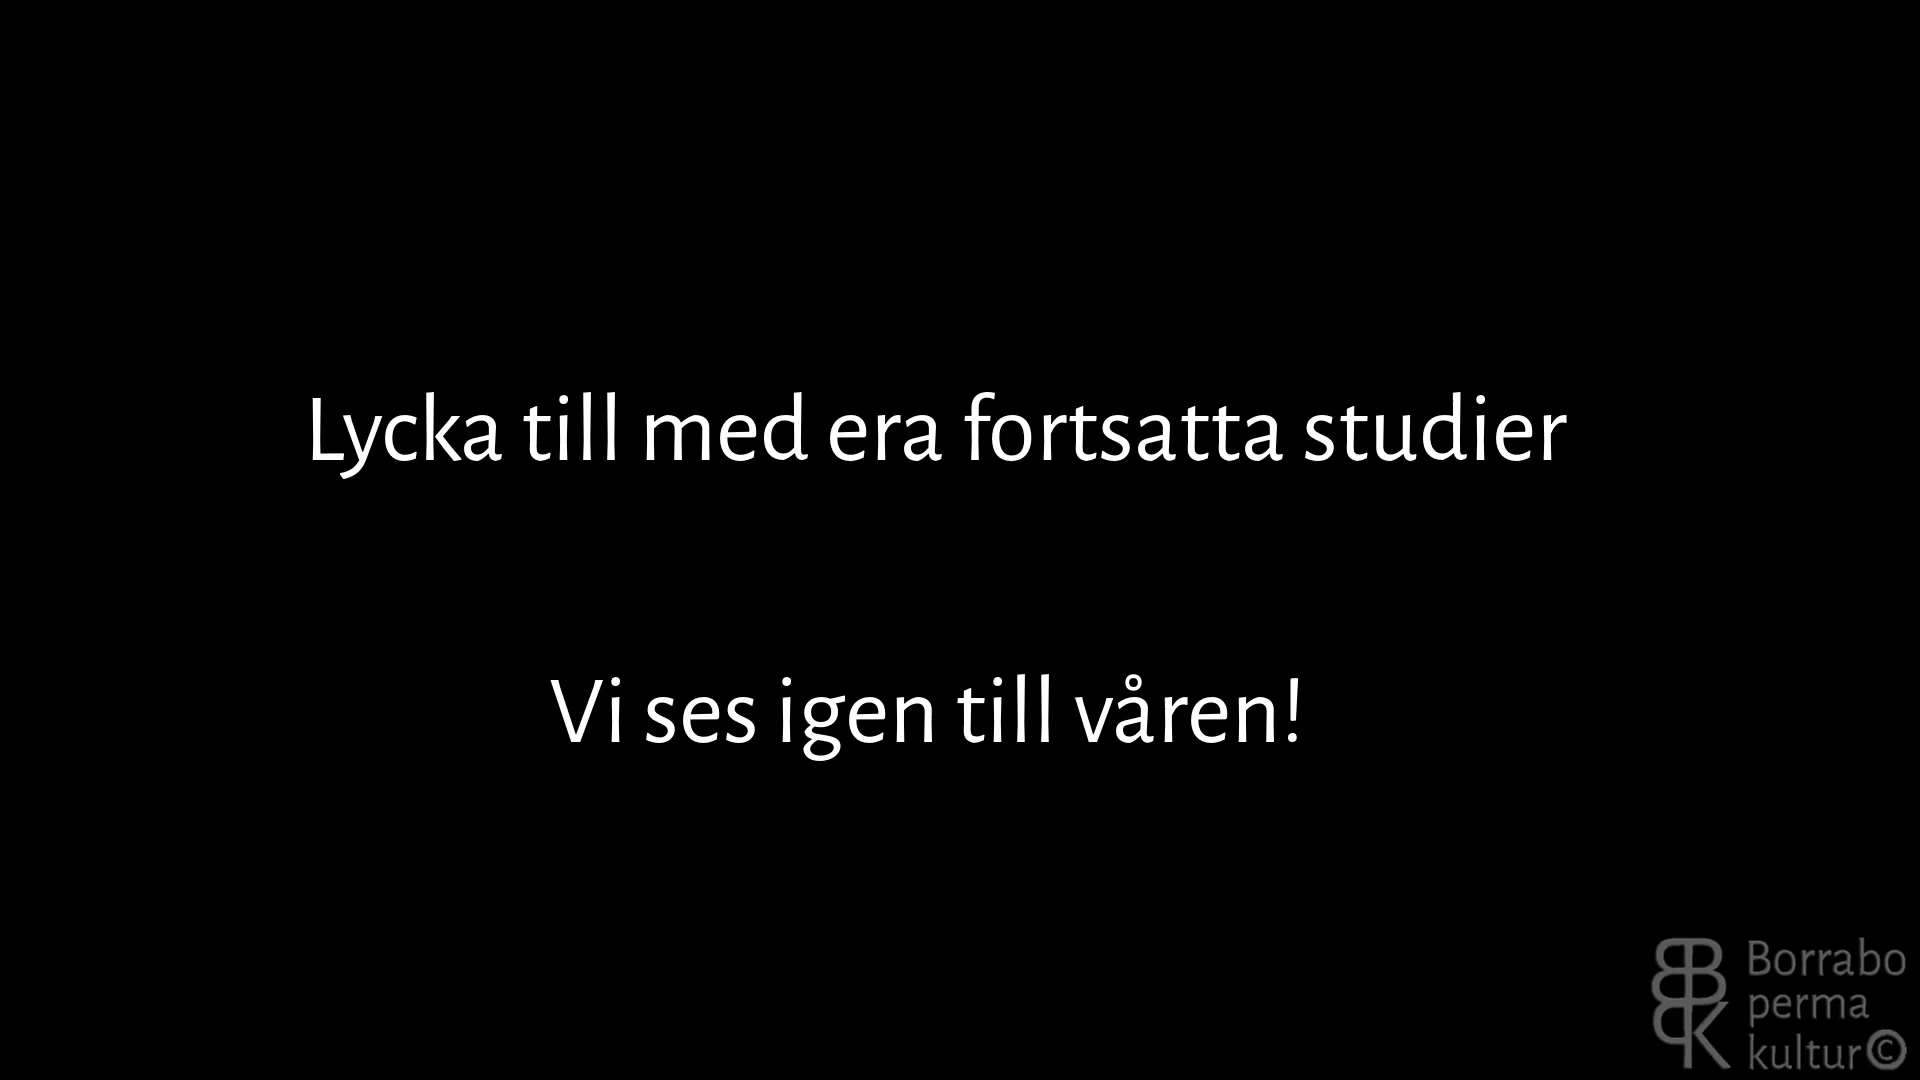 Lycka till med era fortsatta studier
Vi ses igen till våren!
Borrabo
perma
kultur©